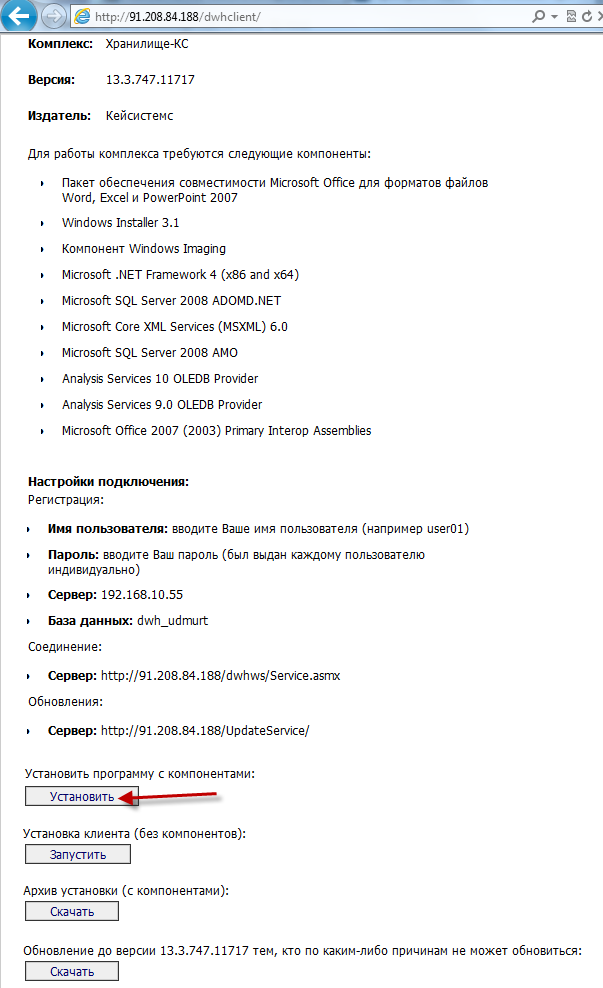 http://91.208.84.188/dwhclient/
Комплекс: Хранилище-КС
Версия: 13.3.747.11717
Издатель: Кейсистемс
Для работы комплекса требуются следующие компоненты:
Пакет обеспечения совместимости Microsoft Office для форматов файлов
Word, Excel и PowerPoint 2007
Windows Installer 3.1
Компонент Windows Imaging
Microsoft .NET Framework 4 (x86 and x64)
Microsoft SQL Server 2008 ADOMD.NET
Microsoft Core XML Services (MSXML) 6.0
Microsoft SQL Server 2008 AMO
Analysis Services 10 OLEDB Provider
Analysis Services 9.0 OLEDB Provider
Microsoft Office 2007 (2003) Primary Interop Assemblies
Настройки подключения:
Регистрация:
Имя пользователя: вводите Ваше имя пользователя (например user01)
Пароль: вводите Ваш пароль (был выдан каждому пользователю
индивидуально)
Сервер: 192.168.10.55
База данных: dwh_udmurt
Соединение:
Сервер: http://91.208.84.188/dwhws/Service.asmx
Обновления:
Сервер: http://91.208.84.188/UpdateService/
Установить программу с компонентами:
Установить
Установка клиента (без компонентов):
Запустить
Архив установки (с компонентами):
Скачать
Обновление до версии 13.3.747.11717 тем, кто по каким-либо причинам не может обновиться:
Скачать